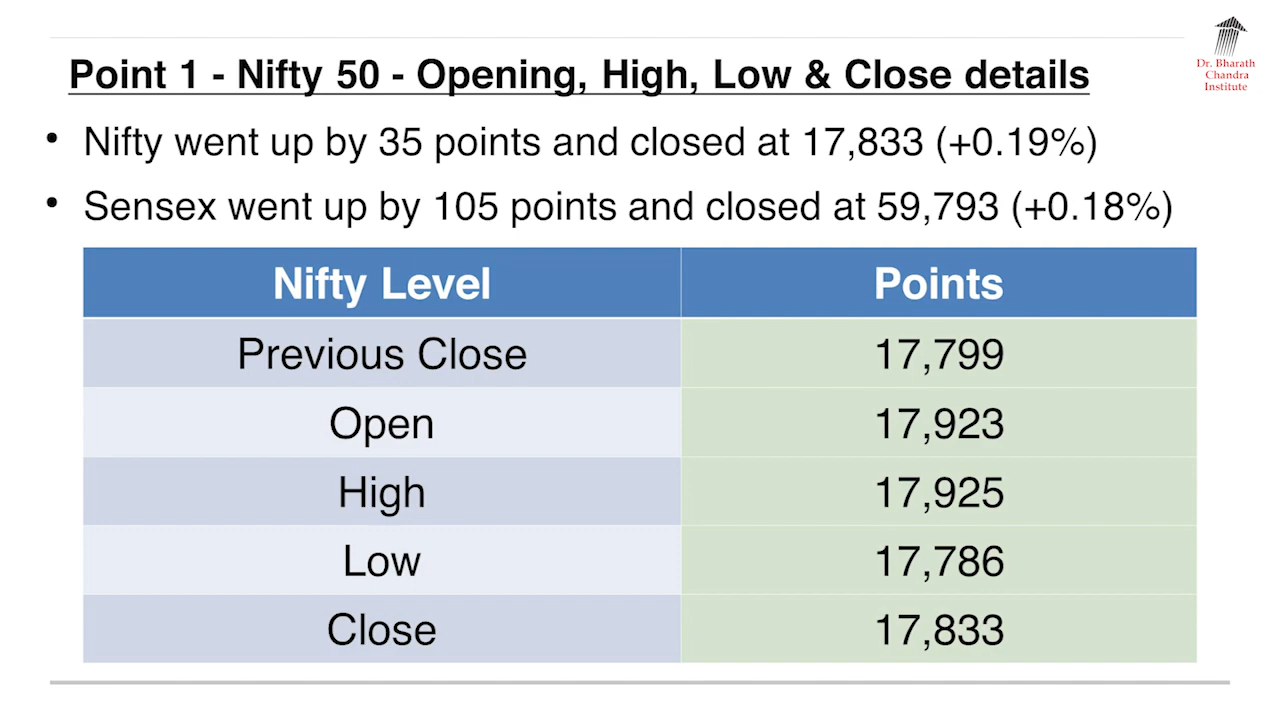 Dr. Bharath
Chandra
Institute
Point 1 - Nifty 50 - Opening, High, Low & Close details
• Nifty went up by 35 points and closed at 17,833 (+0.19%)
• Sensex went up by 105 points and closed at 59,793 (+0.18%)
Nifty Level Points
Previous Close 17,799
Open 17,923
High 17,925
Low 17,786
Close 17,833